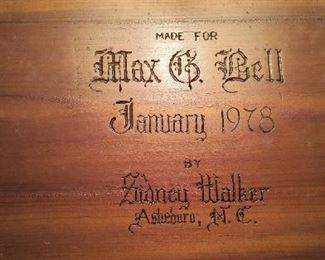 MADE FOR
Max G. Bell
January 1978
BY
Sidney Walker
Asheboro, N.C.